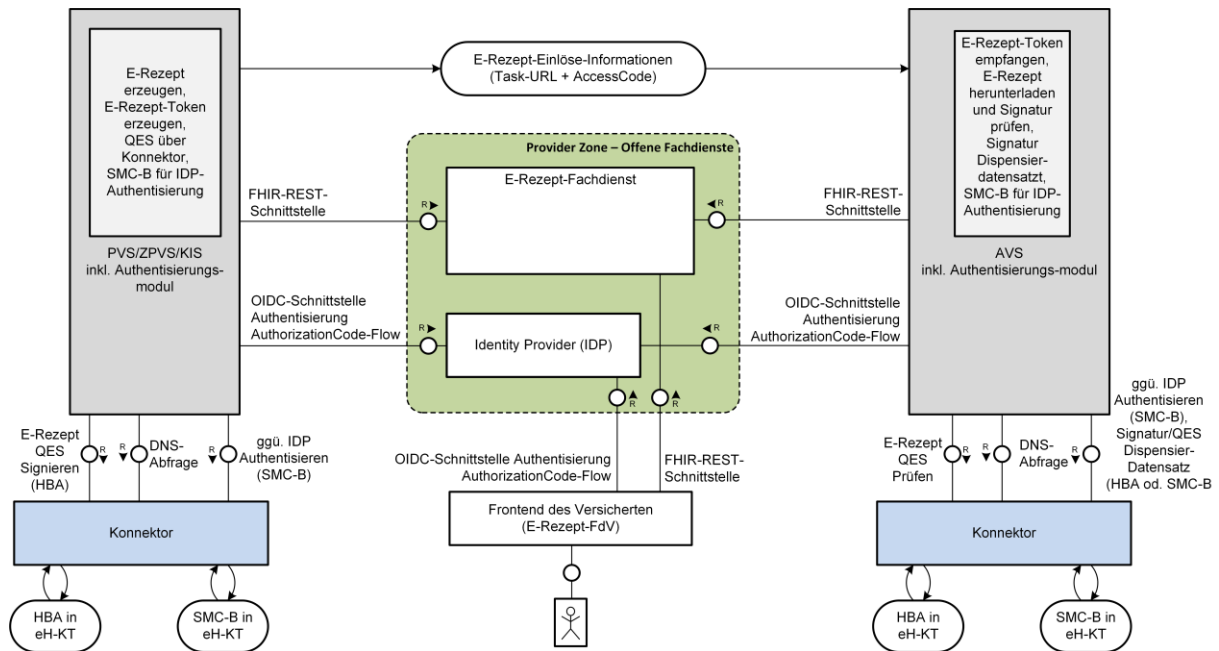 E-Rezept
erzeugen,
E-Rezept-Token
erzeugen,
QES über
Konnektor,
SMC-B für IDP-
Authentisierung
PVS/ZPVS/KIS
inkl. Authentisierungs-
modul
E-Rezept-Einlöse-Informationen
(Task-URL + AccessCode)
E-Rezept-Token
empfangen,
E-Rezept
herunterladen
und Signatur
prüfen,
Signatur
Dispensier-
datensatzt,
SMC-B für IDP-
Authentisierung
AVS
inkl. Authentisierungs-modul
Provider Zone – Offene Fachdienste
E-Rezept-Fachdienst
FHIR-REST-
Schnittstelle
R
R
FHIR-REST-
Schnittstelle
OIDC-Schnittstelle
Authentisierung
AuthorizationCode-Flow
R
Identity Provider (IDP)
R
OIDC-Schnittstelle
Authentisierung
AuthorizationCode-Flow
R
R
E-Rezept
QES
Signieren
(HBA)
R
R
DNS-
Abfrage
R
ggü. IDP
Authentisieren
(SMC-B)
OIDC-Schnittstelle Authentisierung
AuthorizationCode-Flow
FHIR-REST-
Schnittstelle
E-Rezept
QES
Prüfen
R
DNS-
Abfrage
R
R
ggü. IDP
Authentisieren
(SMC-B),
Signatur/QES
Dispensier-
Datensatz
(HBA od. SMC-B
Konnektor
Frontend des Versicherten
(E-Rezept-FdV)
Konnektor
HBA in
eH-KT
SMC-B in
eH-KT
HBA in
eH-KT
SMC-B in
eH-KT